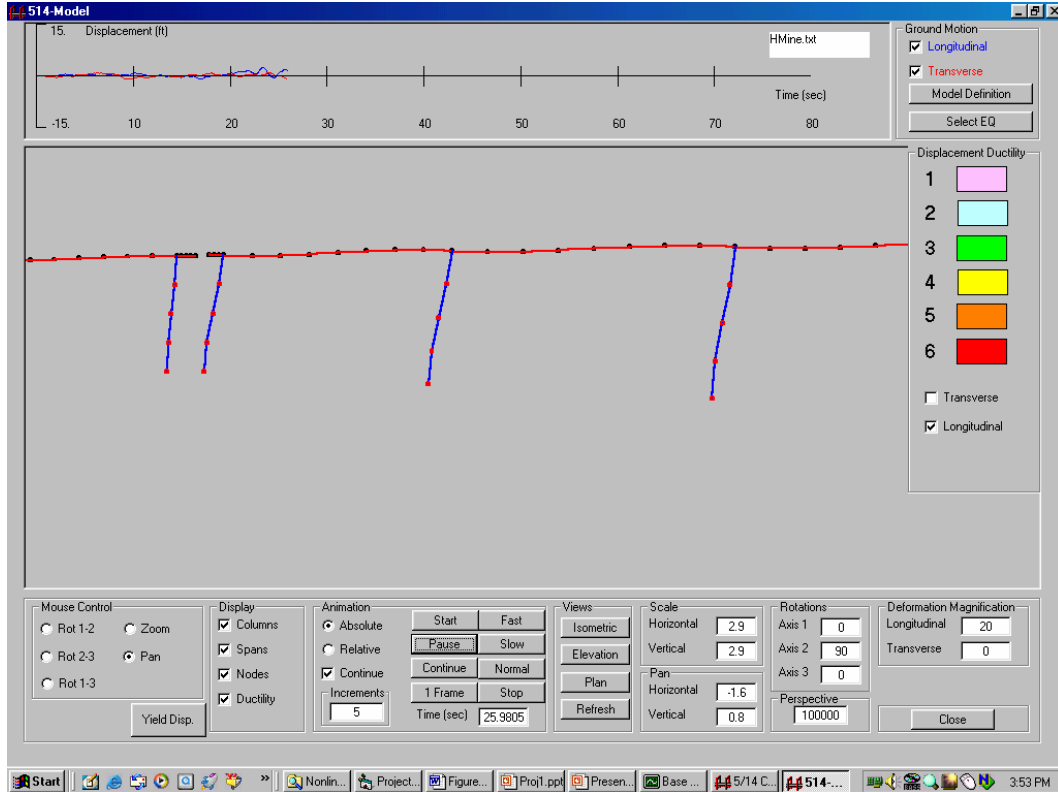 514-Model
15. Displacement (ft)
HMine.txt
Time (sec)
-15. 10 20 30 40 50 60 70 80
Ground Motion
Longitudinal
Transverse
Model Definition
Select EQ
Displacement Ductility
1
2
3
4
5
6
Transverse
Longitudinal
Mouse Control
Rot 1-2 Zoom
Rot 2-3 Pan
Rot 1-3
Yield Disp.
Display
Columns
Spans
Nodes
Ductility
Animation
Absolute
Relative
Continue
Increments
5
Start Fast
Pause Slow
Continue Normal
1 Frame Stop
Time (sec) 25.9805
Views
Isometric
Elevation
Plan
Refresh
Scale
Horizontal 2.9
Vertical 2.9
Pan
Horizontal -1.6
Vertical 0.8
Rotations
Axis 1 0
Axis 2 90
Axis 3 0
Perspective
100000
Deformation Magnification
Longitudinal 20
Transverse 0
Close
Start » Nonlin... Project... Figure... Proj1.ppt Presen... Base ... 5/14 C... 514-... 3:53 PM